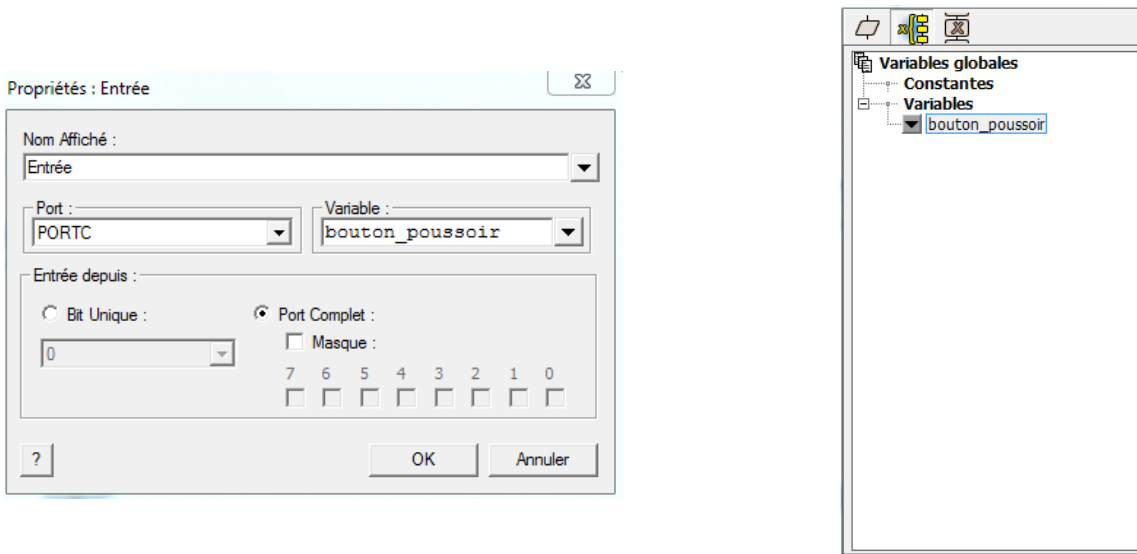 Propriétés : Entrée
Nom Affiché :
Entrée
Port :
PORTC
Variable :
bouton_poussoir
Entrée depuis :
Bit Unique :
0
Port Complet :
Masque :
7 6 5 4 3 2 1 0
?
OK
Annuler
Variables globales
Constantes
Variables
bouton_poussoir